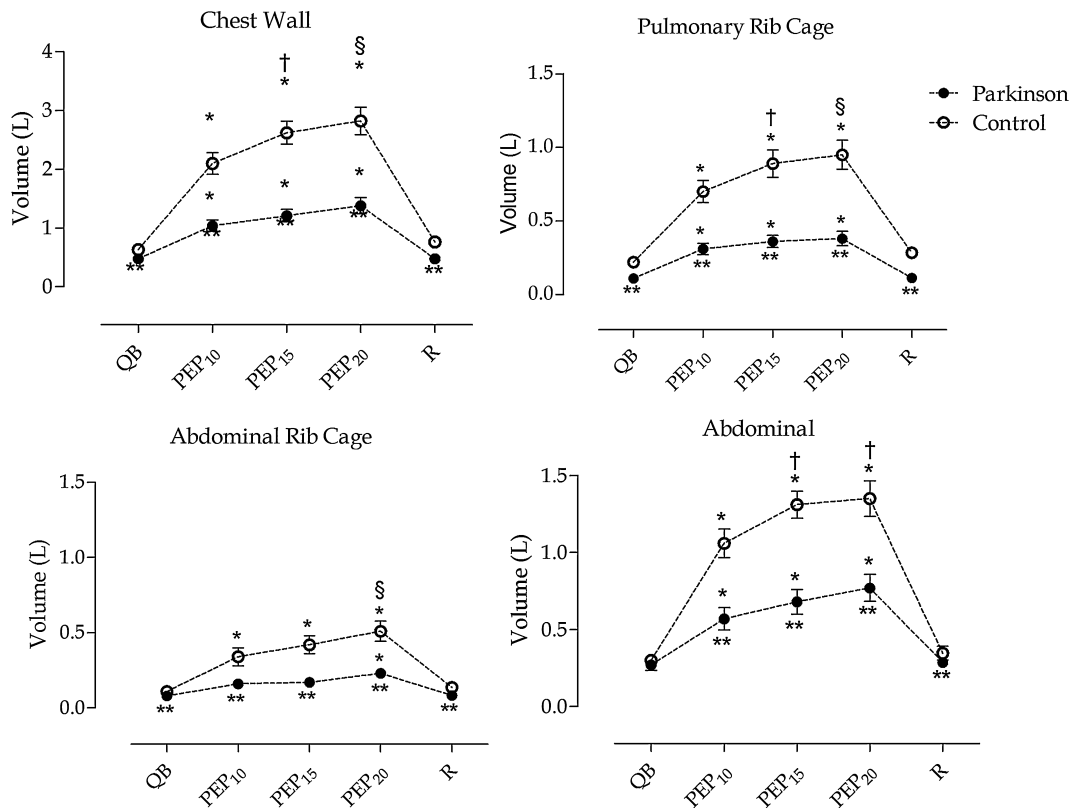 Chest Wall
†
§
*
*
*
*
*
*
**
**
**
**
**
4
3
2
1
0
Volume (L)
QB
PEP10
PEP15
PEP20
R
Pulmonary Rib Cage
Parkinson
Control
†
§
*
*
*
*
*
*
**
**
**
**
**
1.5
1.0
0.5
0.0
Volume (L)
QB
PEP10
PEP15
PEP20
R
Abdominal Rib Cage
§
*
*
*
*
**
**
**
**
**
1.5
1.0
0.5
0.0
Volume (L)
QB
PEP10
PEP15
PEP20
R
Abdominal
†
†
*
*
*
*
*
*
**
**
**
**
1.5
1.0
0.5
0.0
Volume (L)
QB
PEP10
PEP15
PEP20
R